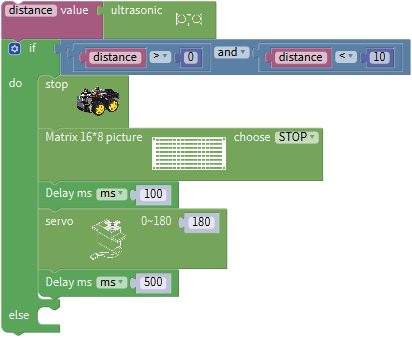 distance value ultrasonic
if distance > 0 and distance < 10
do stop
Matrix 16*8 picture choose STOP
Delay ms ms 100
servo 0~180 180
Delay ms ms 500
else